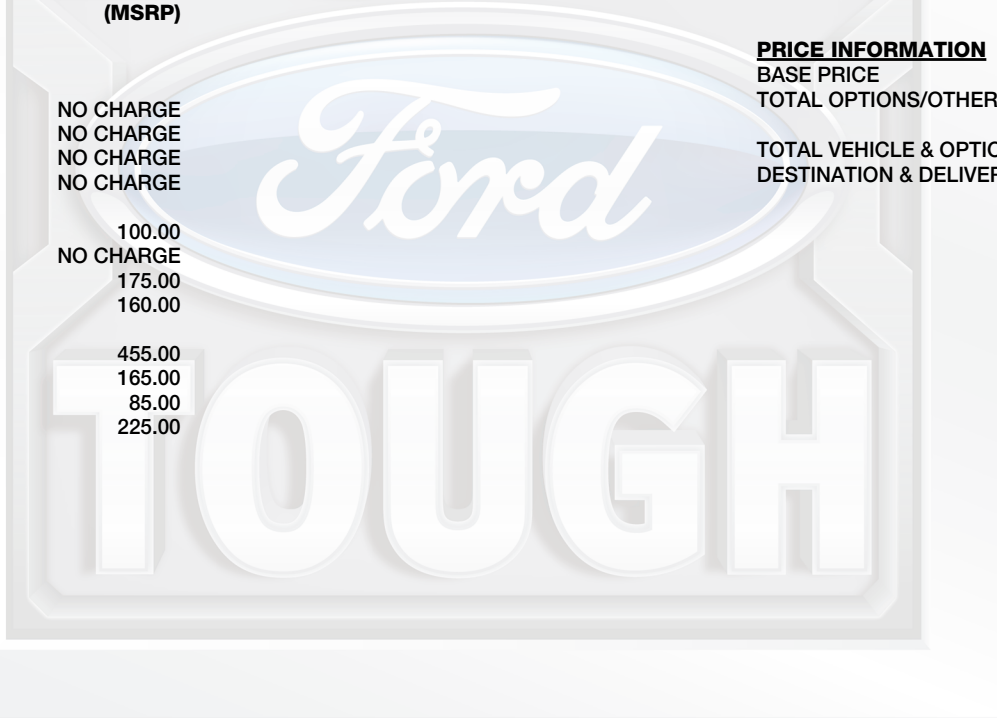 (MSRP)
NO CHARGE
NO CHARGE
NO CHARGE
NO CHARGE
100.00
NO CHARGE
175.00
160.00
455.00
165.00
85.00
225.00
PRICE INFORMATION
BASE PRICE
TOTAL OPTIONS/OTHER
TOTAL VEHICLE & OPTIO
DESTINATION & DELIVER
Ford
TOUGH